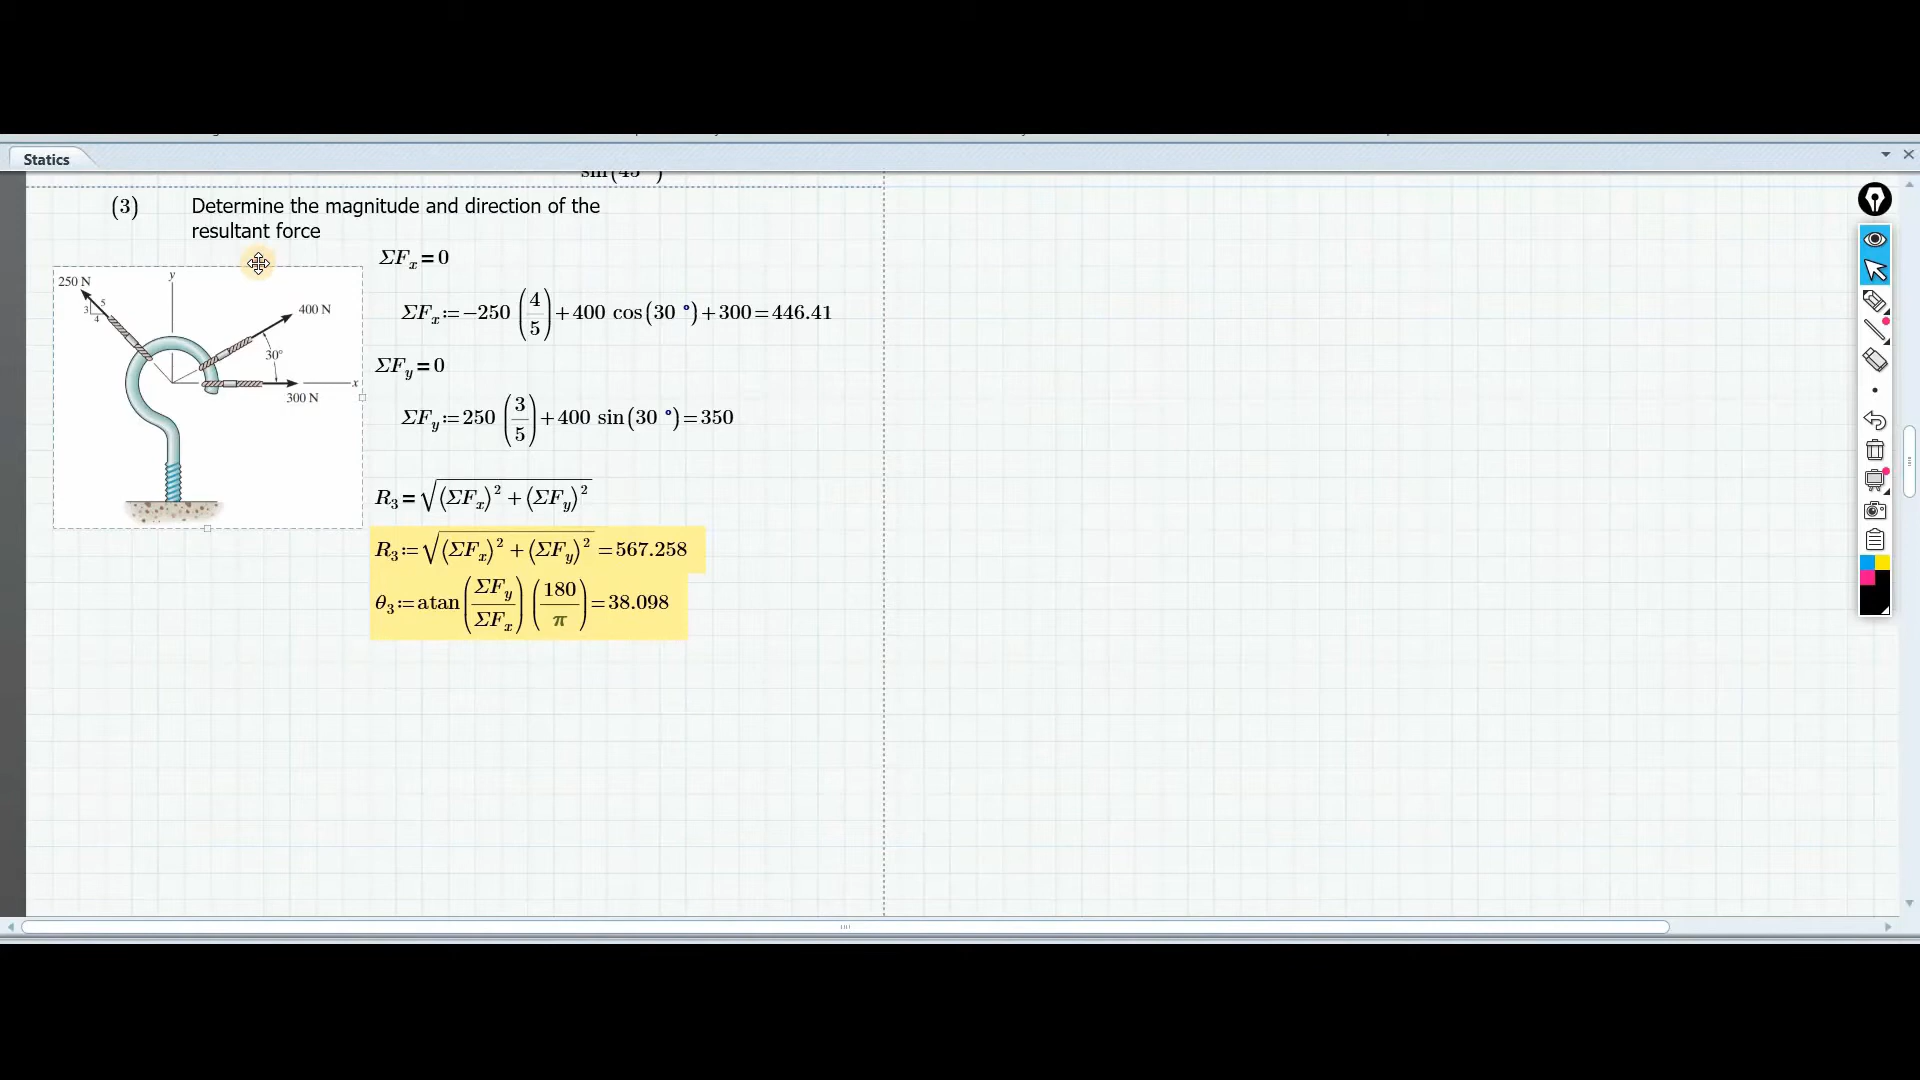 Statics
(3) Determine the magnitude and direction of the
resultant force
ΣFx=0
250 N
y
5
3
4
400 N
30°
x
300 N
ΣFx:=−250 (4/5)+400 cos(30 °)+300=446.41
ΣFy=0
ΣFy:=250 (3/5)+400 sin(30 °)=350
R3=√((ΣFx)²+(ΣFy)²)
R3:=√((ΣFx)²+(ΣFy)²)=567.258
θ3:=atan(ΣFy/ΣFx)(180/π)=38.098